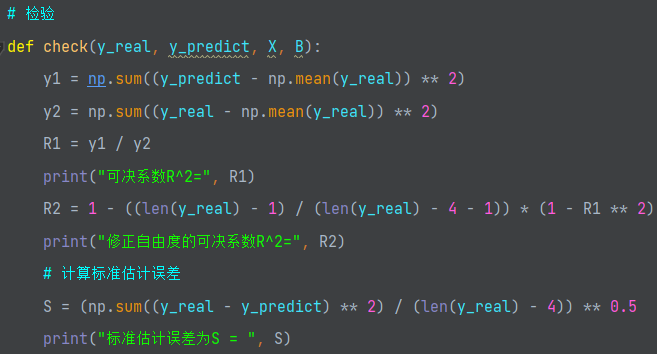 # 检验
def check(y_real, y_predict, X, B):
    y1 = np.sum((y_predict - np.mean(y_real)) ** 2)
    y2 = np.sum((y_real - np.mean(y_real)) ** 2)
    R1 = y1 / y2
    print("可决系数R^2=", R1)
    R2 = 1 - ((len(y_real) - 1) / (len(y_real) - 4 - 1)) * (1 - R1 ** 2)
    print("修正自由度的可决系数R^2=", R2)
    # 计算标准估计误差
    S = (np.sum((y_real - y_predict) ** 2) / (len(y_real) - 4)) ** 0.5
    print("标准估计误差为S = ", S)